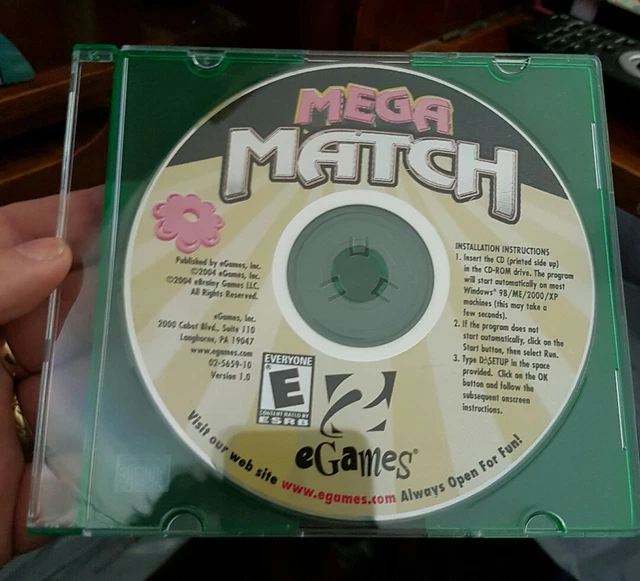 MEGA
MATCH
Published by eGames, Inc.
©2004 eGames, Inc.
©2004 eBrainy Games LLC.
All Rights Reserved.
eGames, Inc.
2000 Cabot Blvd., Suite 110
Langhorne, PA 19047
www.egames.com
02-5659-10
Version 1.0
INSTALLATION INSTRUCTIONS
1. Insert the CD (printed side up)
in the CD-ROM drive. The program
will start automatically on most
Windows® 98/ME/2000/XP
machines (this may take a
few seconds).
2. If the program does not
start automatically, click on the
Start button, then select Run.
3. Type D:\SETUP in the space
provided. Click on the OK
button and follow the
subsequent onscreen
instructions.
EVERYONE
E
CONTENT RATED BY
ESRB
eGames®
Visit our web site www.egames.com Always Open For Fun!